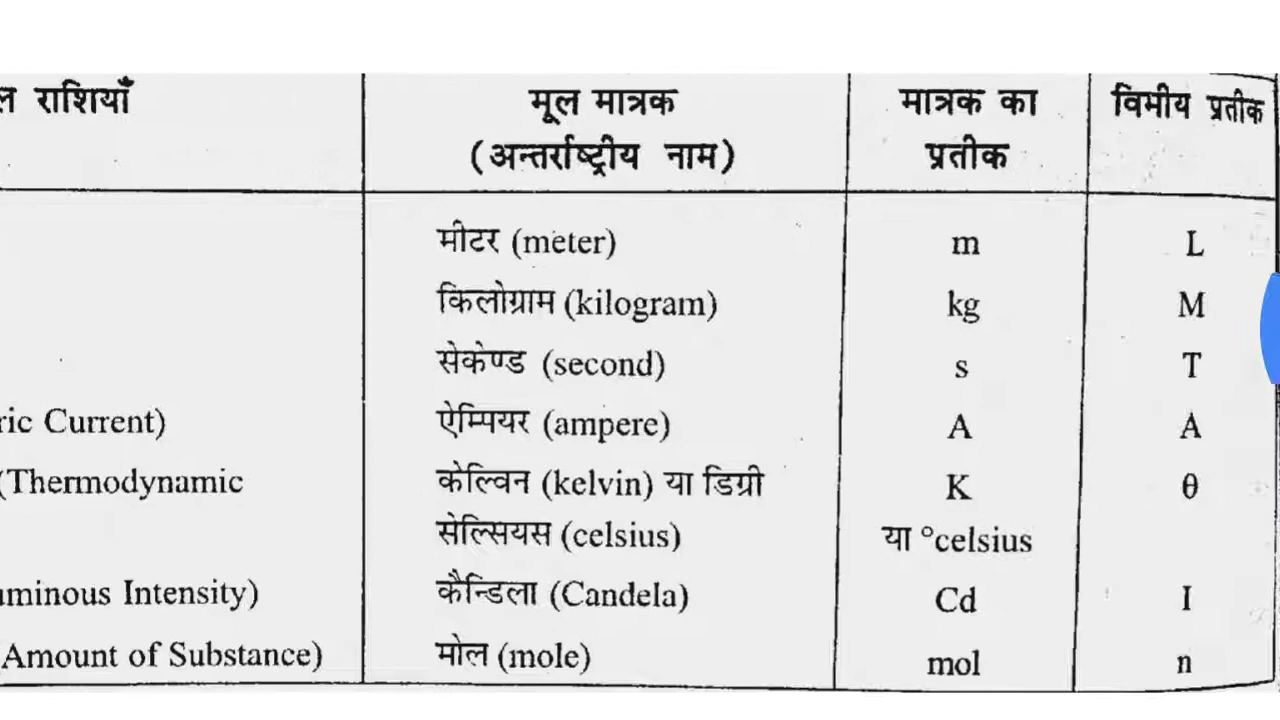 राशियाँ मूल मात्रक मात्रक का विमीय प्रतीक
(अन्तर्राष्ट्रीय नाम) प्रतीक
मीटर (meter) m L
किलोग्राम (kilogram) kg M
सेकेण्ड (second) s T
ric Current) ऐम्पियर (ampere) A A
(Thermodynamic केल्विन (kelvin) या डिग्री K θ
सेल्सियस (celsius) या °celsius
uminous Intensity) कैन्डिला (Candela) Cd I
Amount of Substance) मोल (mole) mol n